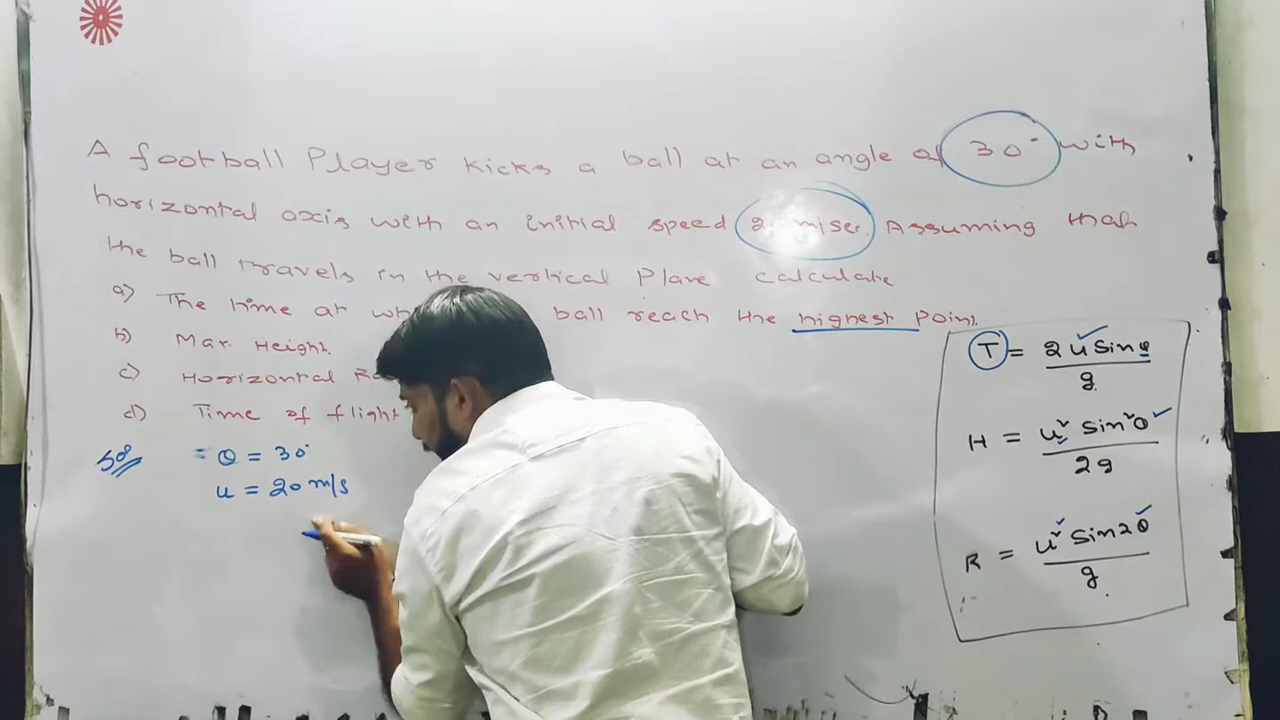 A football Player Kicks a ball at an angle of 30° with
horizontal axis with an initial speed m/sec. Assuming that
the ball travels in the vertical Plane calculate
a) The time at ball reach the highest Point.
b) Max. Height.
c) Horizontal
d) Time of flight
Sol θ = 30°
u = 20 m/s
T = 2u Sinθ / g
H = u² Sin²θ / 2g
R = u² Sin2θ / g